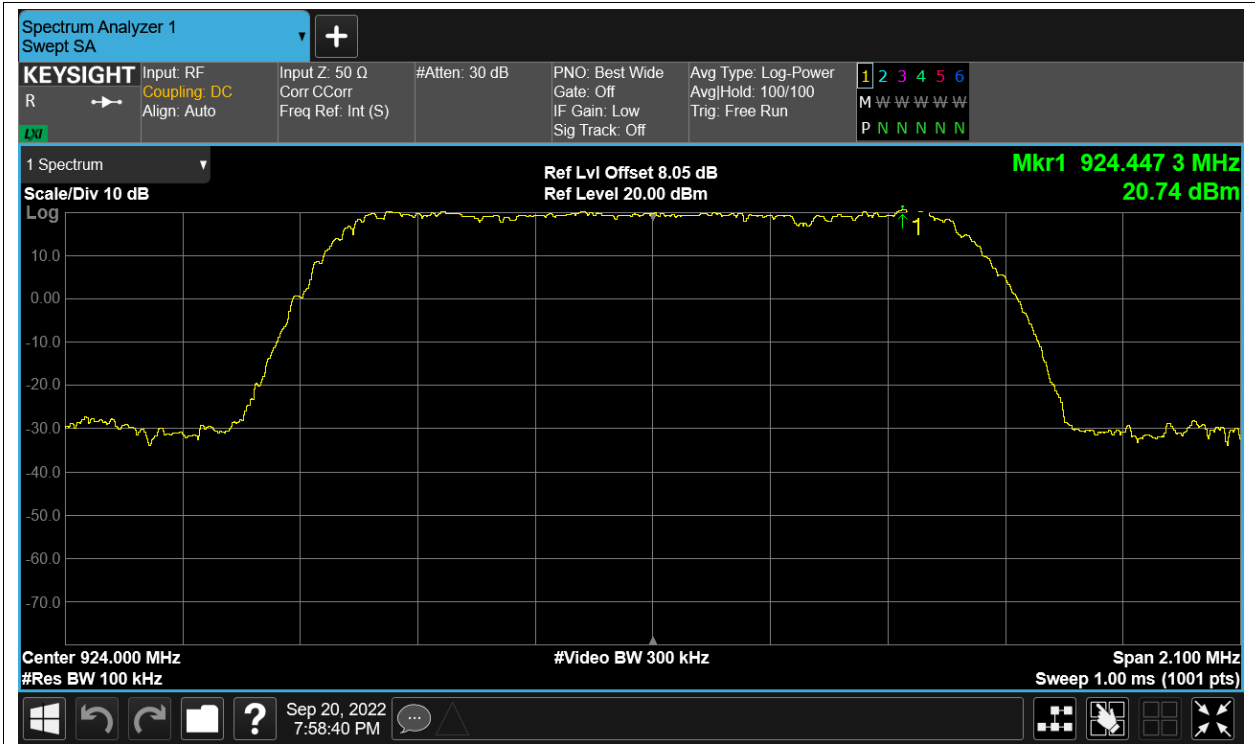 Spectrum Analyzer 1
Swept SA
KEYSIGHT
R
LXI
Input: RF
Coupling: DC
Align: Auto
Input Z: 50 Ω
Corr CCorr
Freq Ref: Int (S)
#Atten: 30 dB
PNO: Best Wide
Gate: Off
IF Gain: Low
Sig Track: Off
Avg Type: Log-Power
Avg|Hold: 100/100
Trig: Free Run
1 2 3 4 5 6
M W W W W W W
P N N N N N N
1 Spectrum
Scale/Div 10 dB
Log
Ref Lvl Offset 8.05 dB
Ref Level 20.00 dBm
Mkr1 924.447 3 MHz
20.74 dBm
1
10.0
0.00
-10.0
-20.0
-30.0
-40.0
-50.0
-60.0
-70.0
Center 924.000 MHz
#Res BW 100 kHz
#Video BW 300 kHz
Span 2.100 MHz
Sweep 1.00 ms (1001 pts)
?
Sep 20, 2022
7:58:40 PM